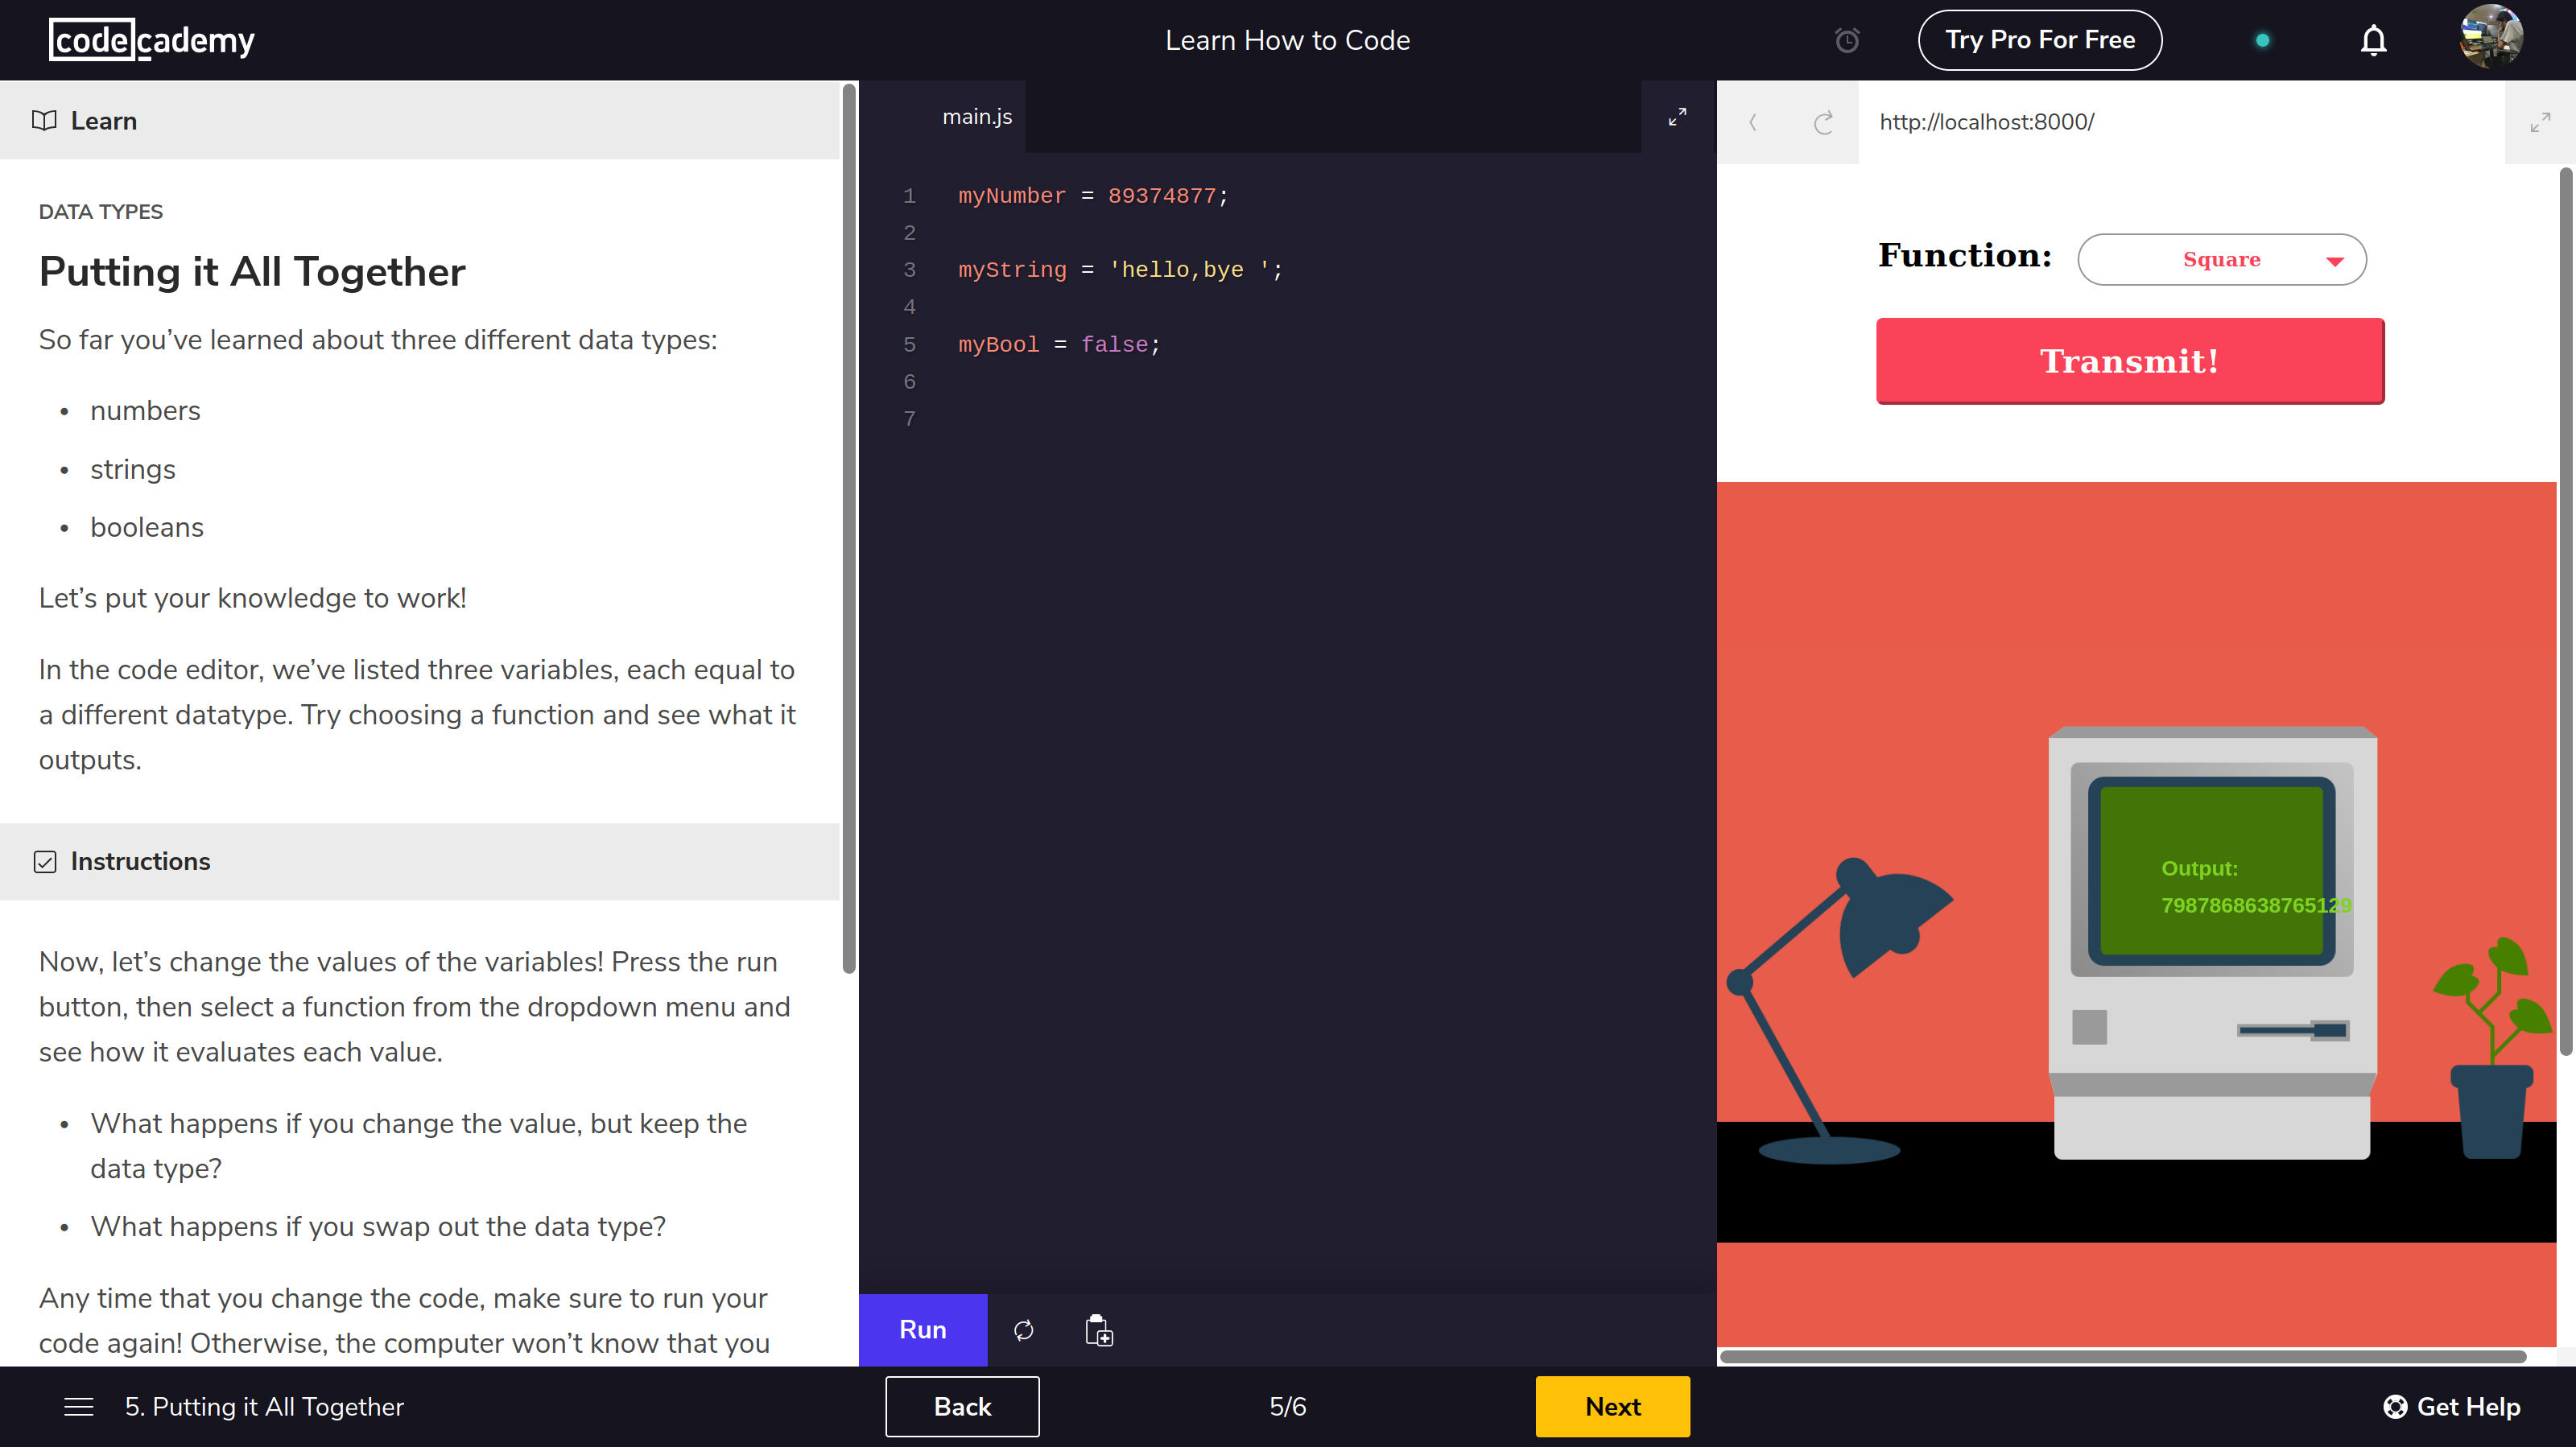 codecademy
Learn How to Code
Try Pro For Free
Learn
DATA TYPES
Putting it All Together
So far you’ve learned about three different data types:
• numbers
• strings
• booleans
Let’s put your knowledge to work!
In the code editor, we’ve listed three variables, each equal to
a different datatype. Try choosing a function and see what it
outputs.
Instructions
Now, let’s change the values of the variables! Press the run
button, then select a function from the dropdown menu and
see how it evaluates each value.
• What happens if you change the value, but keep the
data type?
• What happens if you swap out the data type?
Any time that you change the code, make sure to run your
code again! Otherwise, the computer won’t know that you
main.js
1 myNumber = 89374877;
2
3 myString = 'hello,bye ';
4
5 myBool = false;
6
7
Run
http://localhost:8000/
Function: Square
Transmit!
Output:
7987868638765129
5. Putting it All Together
Back
5/6
Next
Get Help